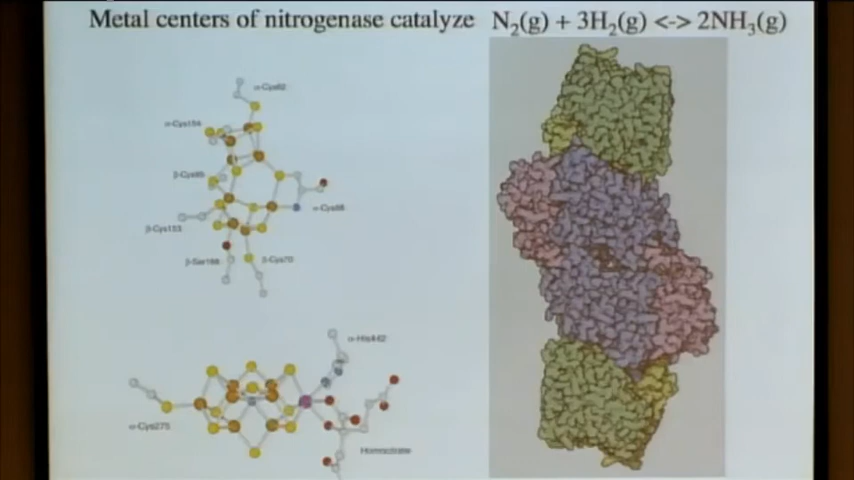 Metal centers of nitrogenase catalyze N₂(g) + 3H₂(g) <-> 2NH₃(g)
α-Cys62
α-Cys154
β-Cys95
α-Cys88
β-Cys153
β-Ser188
β-Cys70
α-His442
α-Cys275
Homocitrate